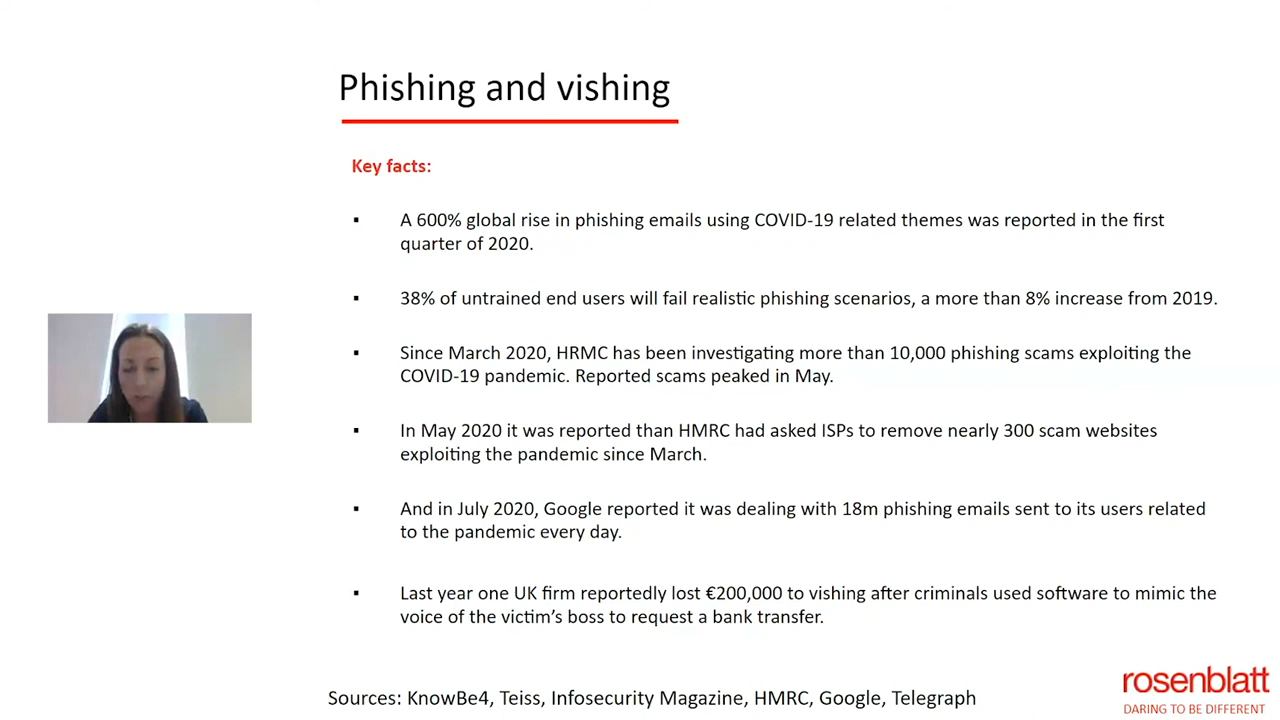 Phishing and vishing
Key facts:
▪ A 600% global rise in phishing emails using COVID-19 related themes was reported in the first
quarter of 2020.
▪ 38% of untrained end users will fail realistic phishing scenarios, a more than 8% increase from 2019.
▪ Since March 2020, HRMC has been investigating more than 10,000 phishing scams exploiting the
COVID-19 pandemic. Reported scams peaked in May.
▪ In May 2020 it was reported than HMRC had asked ISPs to remove nearly 300 scam websites
exploiting the pandemic since March.
▪ And in July 2020, Google reported it was dealing with 18m phishing emails sent to its users related
to the pandemic every day.
▪ Last year one UK firm reportedly lost €200,000 to vishing after criminals used software to mimic the
voice of the victim’s boss to request a bank transfer.
Sources: KnowBe4, Teiss, Infosecurity Magazine, HMRC, Google, Telegraph
rosenblatt
DARING TO BE DIFFERENT